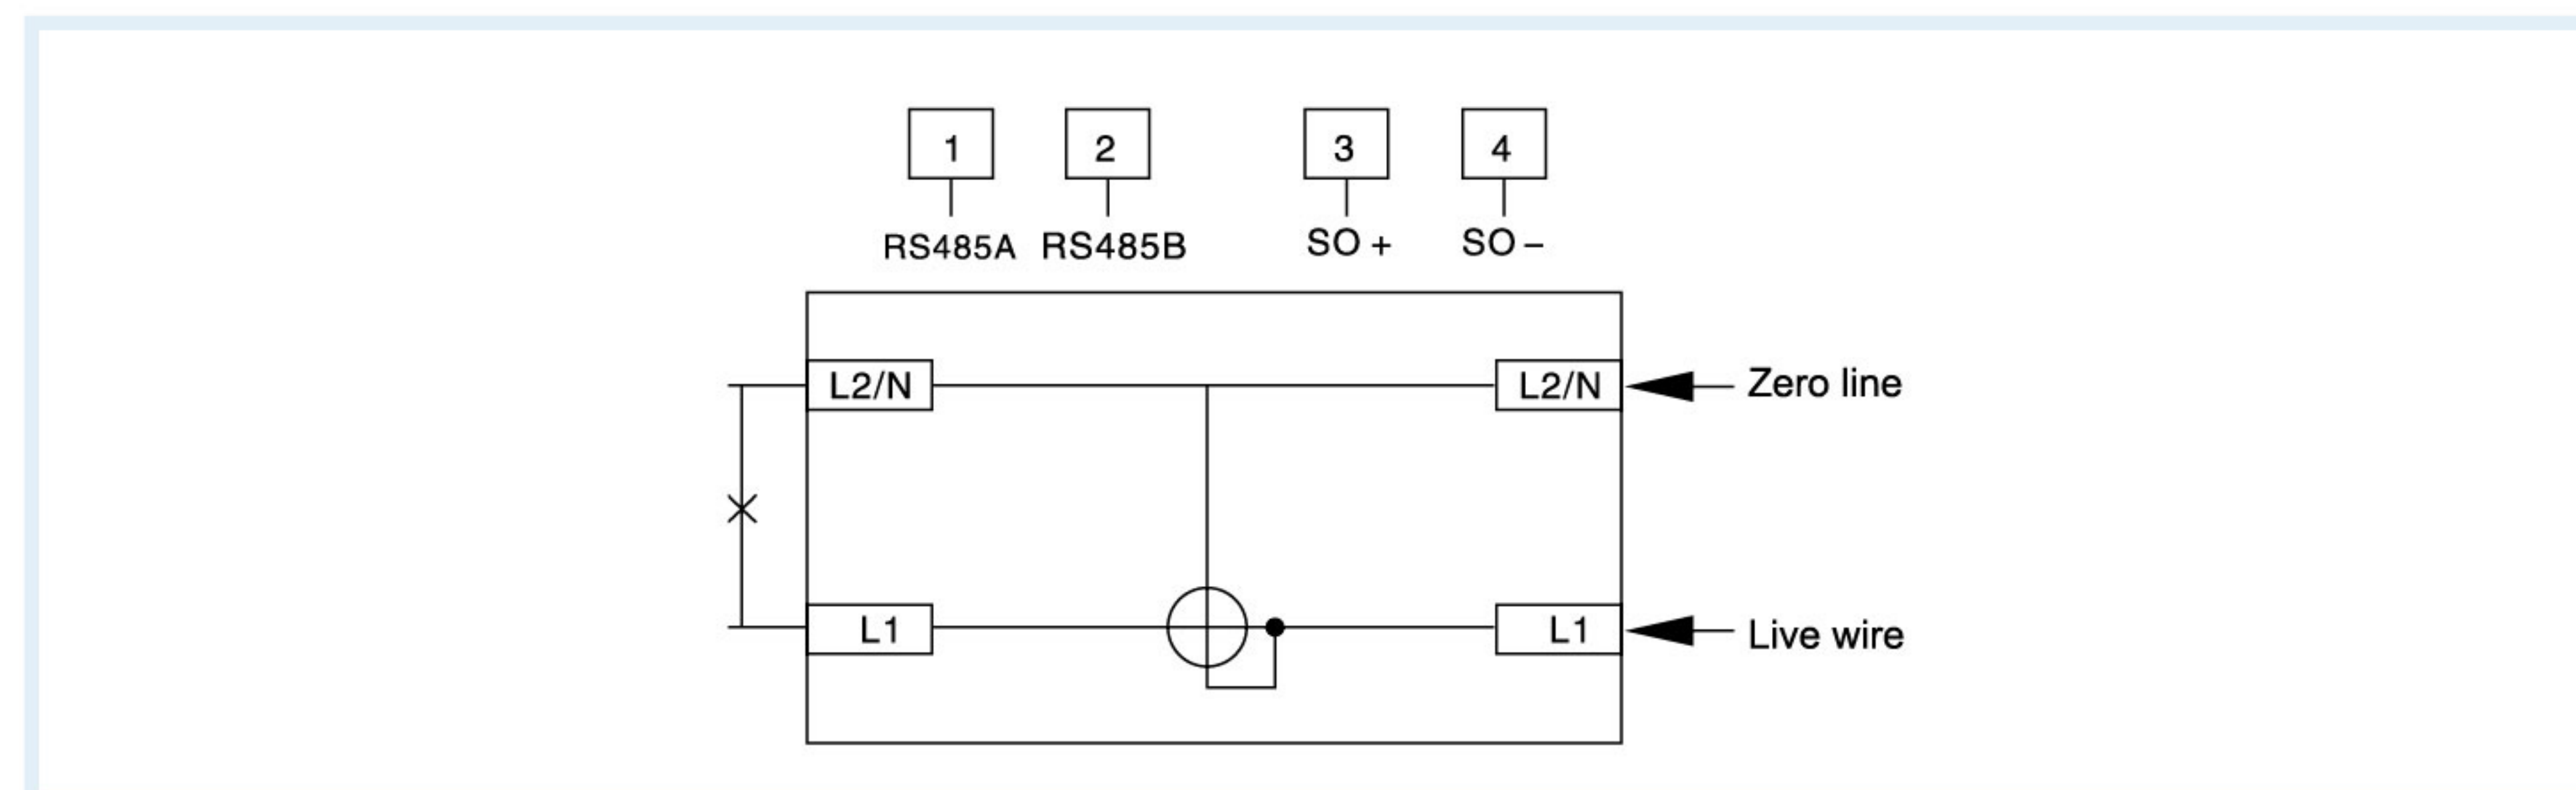 1 2 3 4
RS485A RS485B SO + SO –
L2/N L2/N Zero line
L1 L1 Live wire